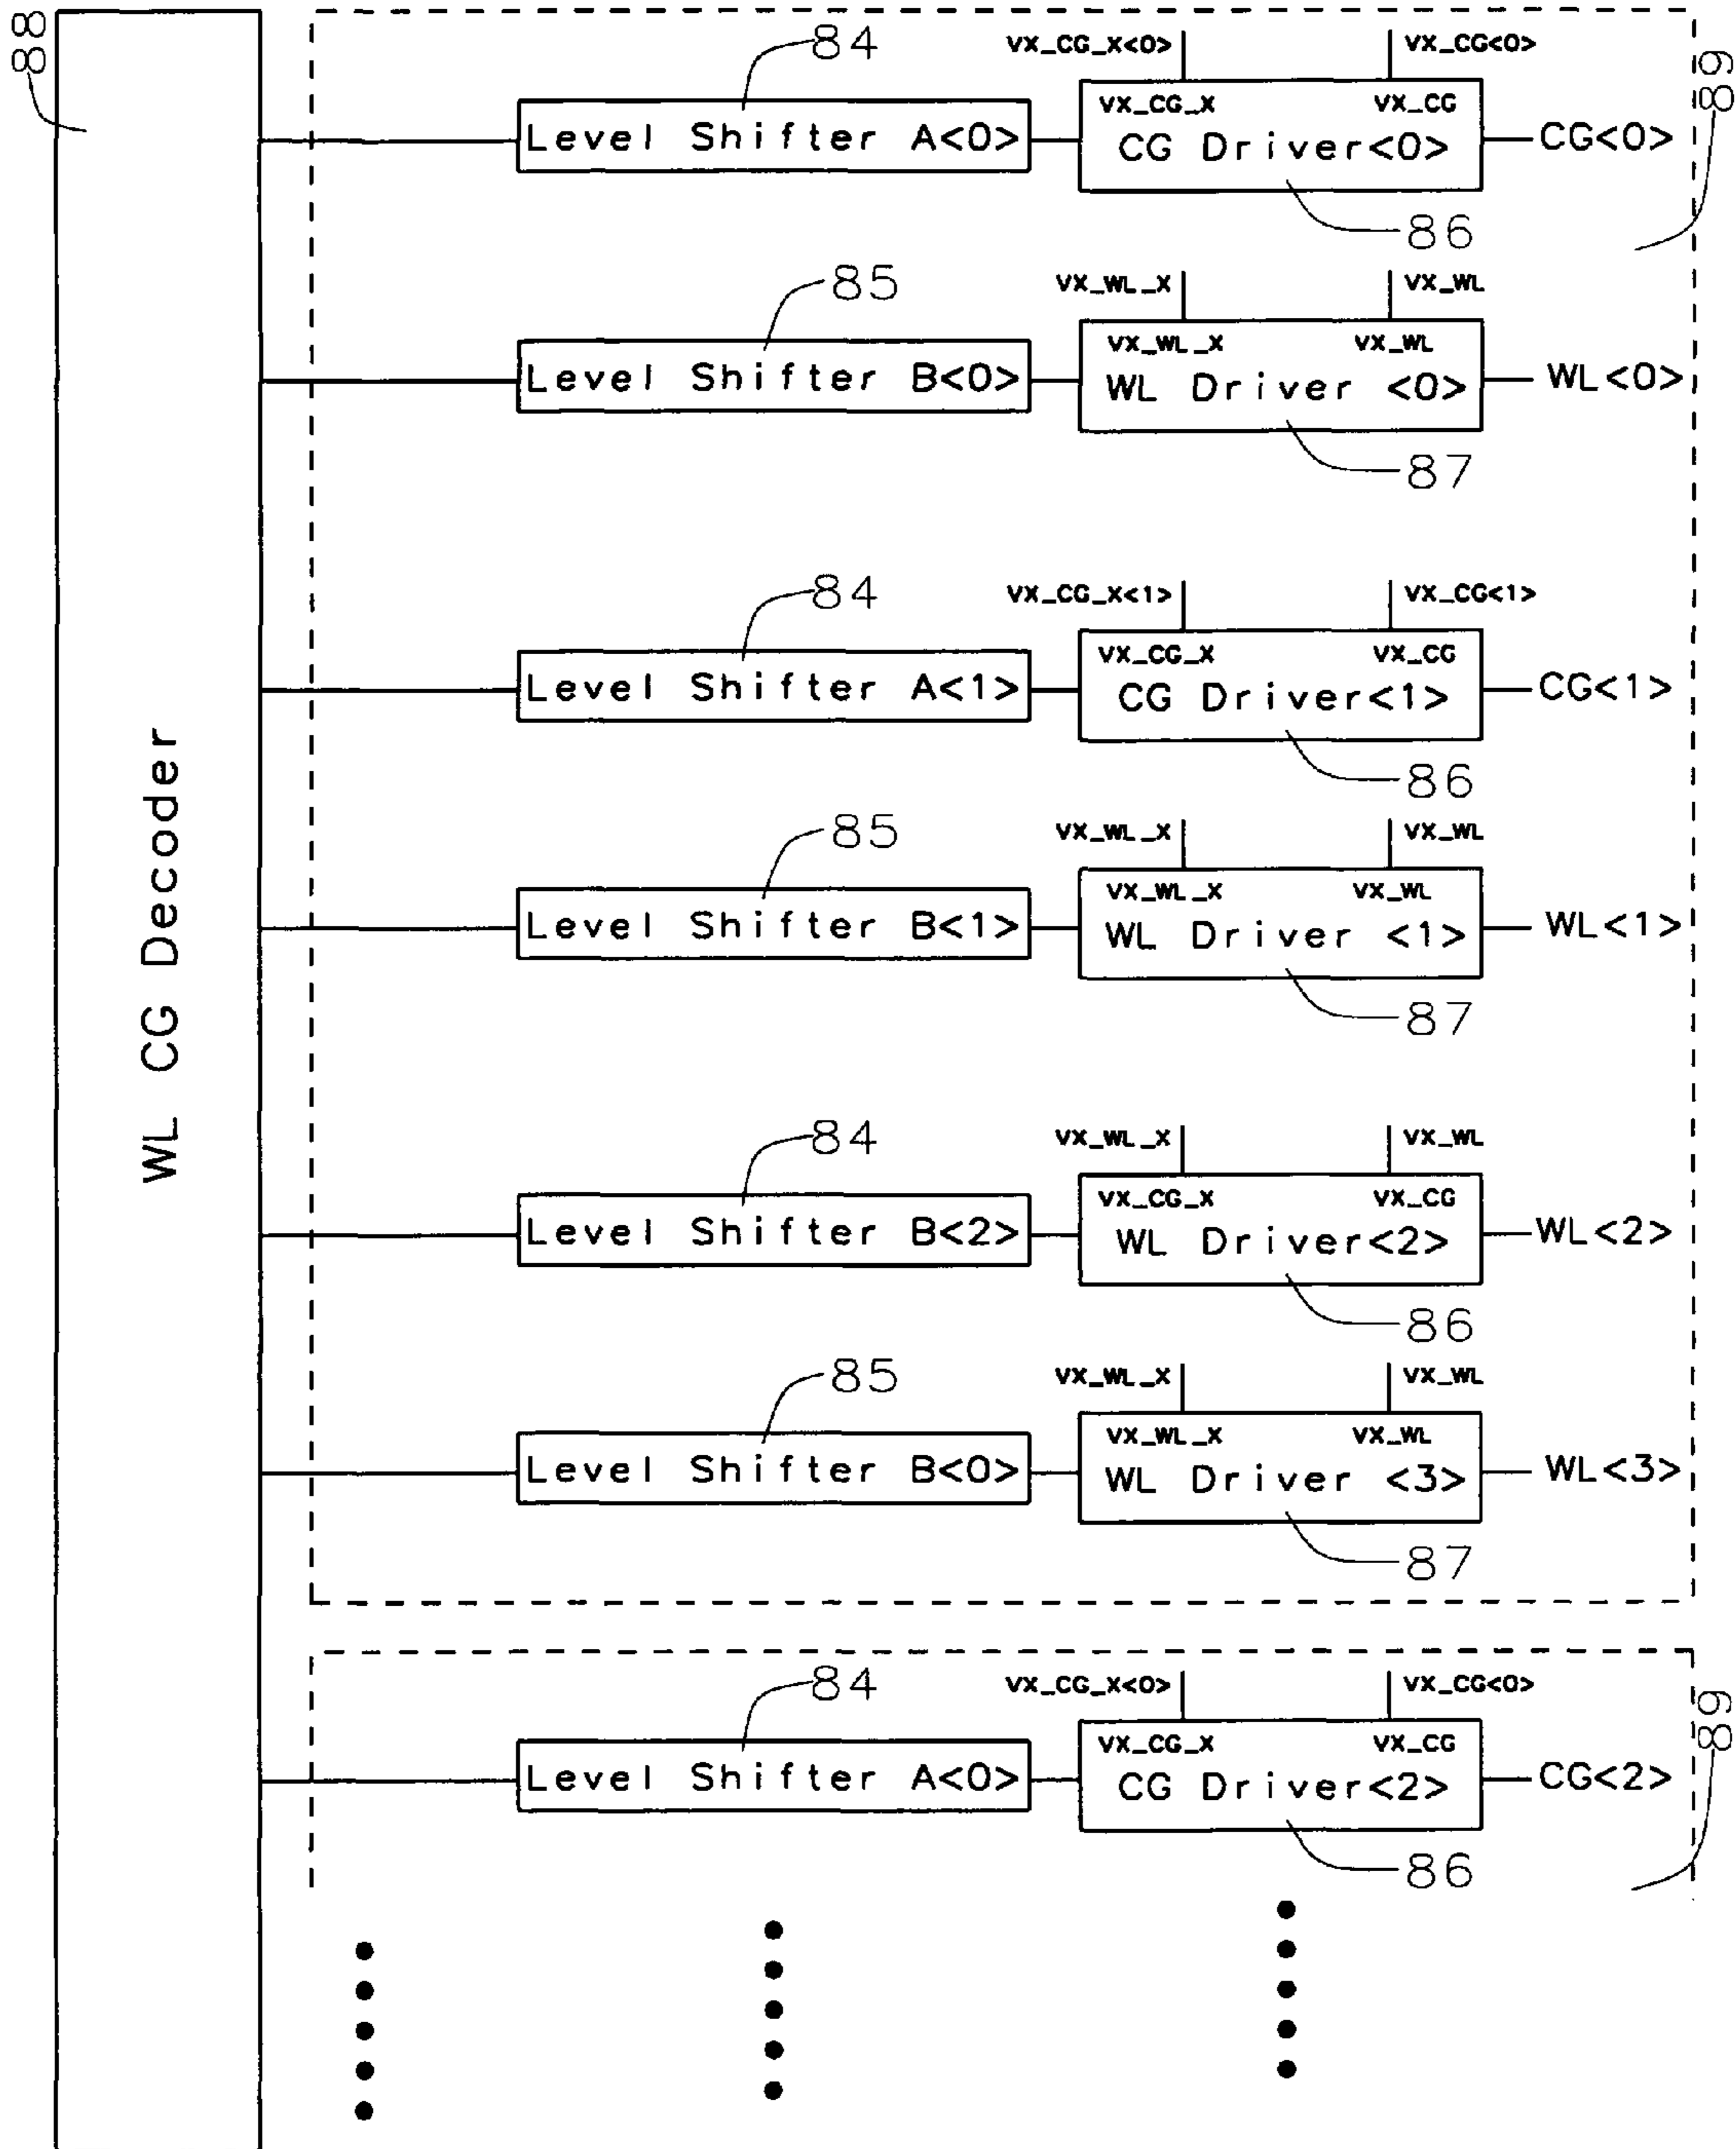 88
WL CG Decoder
84
VX_CG_X<0>
VX_CG<0>
89
Level Shifter A<0>
VX_CG_X
VX_CG
CG Driver<0>
CG<0>
86
85
VX_WL_X
VX_WL
Level Shifter B<0>
VX_WL_X
VX_WL
WL Driver <0>
WL<0>
87
84
VX_CG_X<1>
VX_CG<1>
Level Shifter A<1>
VX_CG_X
VX_CG
CG Driver<1>
CG<1>
86
85
VX_WL_X
VX_WL
Level Shifter B<1>
VX_WL_X
VX_WL
WL Driver <1>
WL<1>
87
84
VX_WL_X
VX_WL
Level Shifter B<2>
VX_CG_X
VX_CG
WL Driver<2>
WL<2>
86
85
VX_WL_X
VX_WL
Level Shifter B<0>
VX_WL_X
VX_WL
WL Driver <3>
WL<3>
87
84
VX_CG_X<0>
VX_CG<0>
89
Level Shifter A<0>
VX_CG_X
VX_CG
CG Driver<2>
CG<2>
86